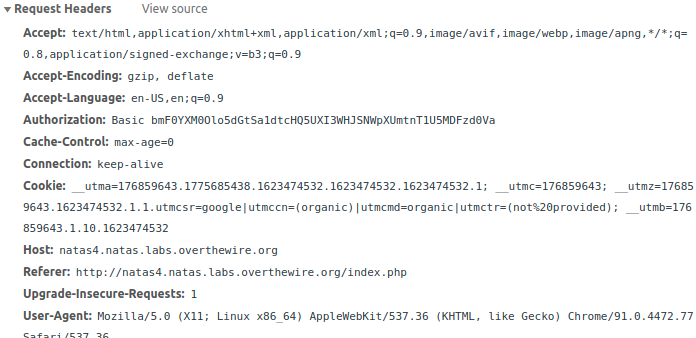 Request Headers View source
Accept: text/html,application/xhtml+xml,application/xml;q=0.9,image/avif,image/webp,image/apng,*/*;q=
0.8,application/signed-exchange;v=b3;q=0.9
Accept-Encoding: gzip, deflate
Accept-Language: en-US,en;q=0.9
Authorization: Basic bmF0YXM0Olo5dGtSa1dtcHQ5UXI3WHJSNWpXUmtnT1U5MDFzd0Va
Cache-Control: max-age=0
Connection: keep-alive
Cookie: __utma=176859643.1775685438.1623474532.1623474532.1623474532.1; __utmc=176859643; __utmz=17685
9643.1623474532.1.1.utmcsr=google|utmccn=(organic)|utmcmd=organic|utmctr=(not%20provided); __utmb=176
859643.1.10.1623474532
Host: natas4.natas.labs.overthewire.org
Referer: http://natas4.natas.labs.overthewire.org/index.php
Upgrade-Insecure-Requests: 1
User-Agent: Mozilla/5.0 (X11; Linux x86_64) AppleWebKit/537.36 (KHTML, like Gecko) Chrome/91.0.4472.77
Safari/537.36